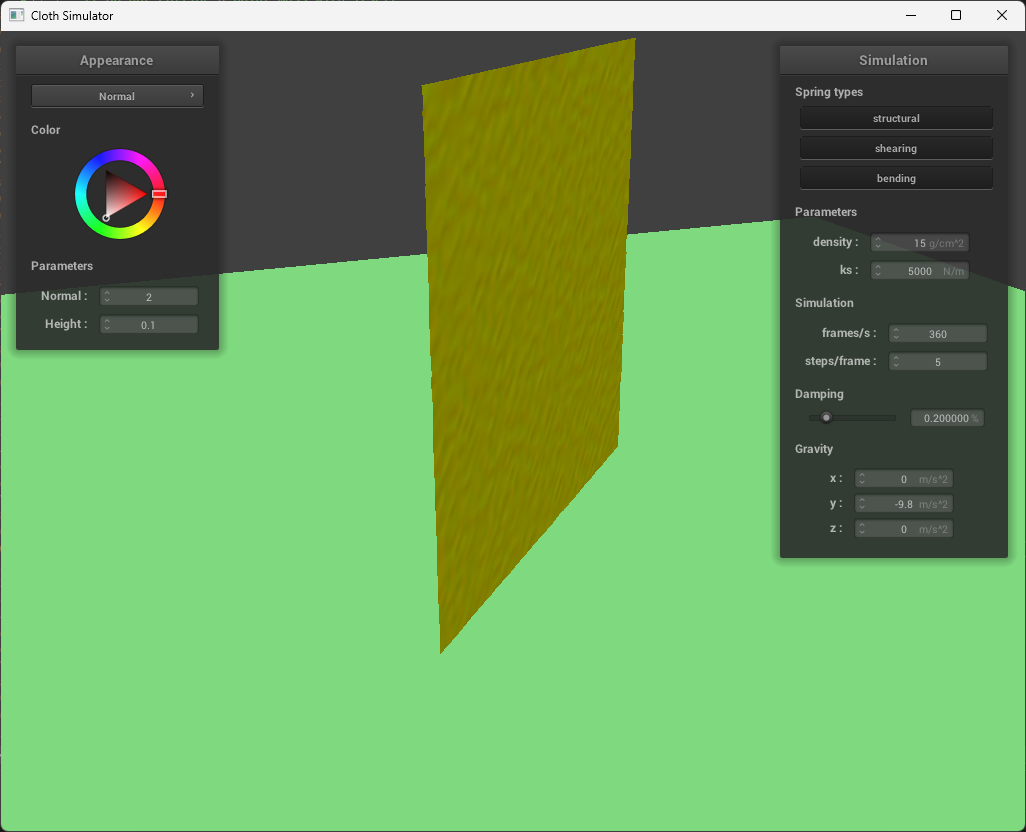 Cloth Simulator
Appearance
Normal
Color
Parameters
Normal : 2
Height : 0.1
Simulation
Spring types
structural
shearing
bending
Parameters
density : 15 g/cm^2
ks : 5000 N/m
Simulation
frames/s : 360
steps/frame : 5
Damping
0.200000 %
Gravity
x : 0 m/s^2
y : -9.8 m/s^2
z : 0 m/s^2